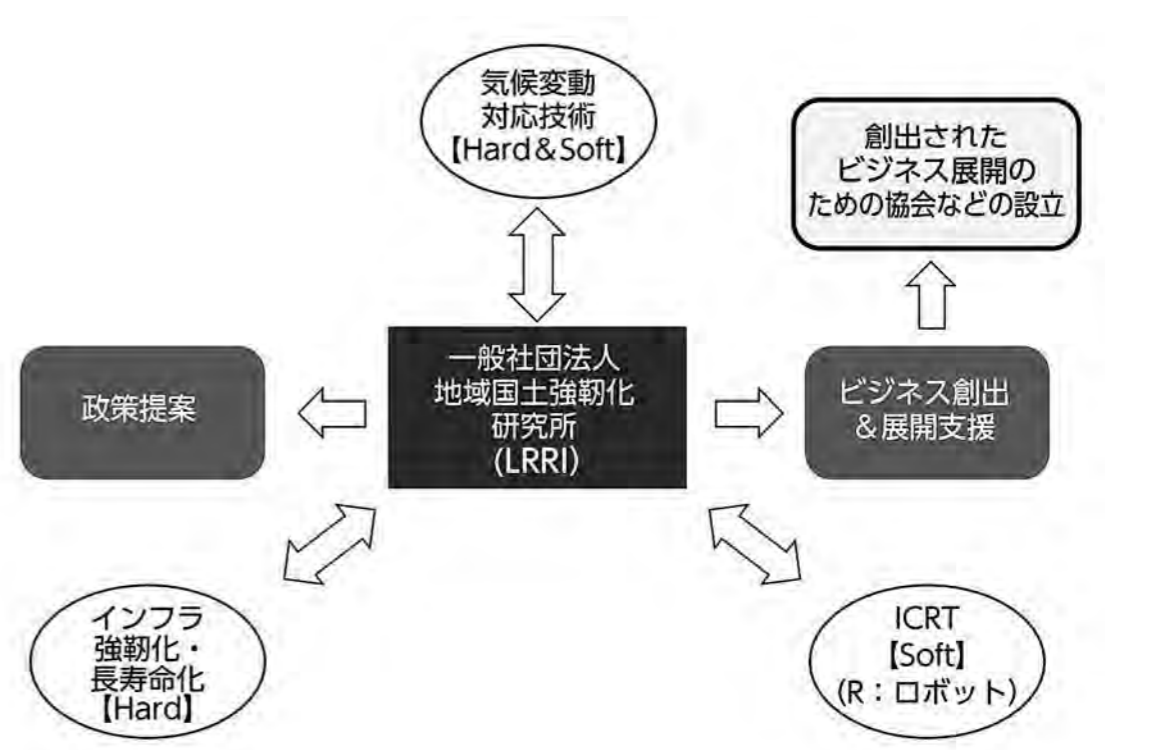 気候変動
対応技術
【Hard＆Soft】
創出された
ビジネス展開の
ための協会などの設立
政策提案
一般社団法人
地域国土強靭化
研究所
(LRRI)
ビジネス創出
＆展開支援
インフラ
強靭化・
長寿命化
【Hard】
ICRT
【Soft】
(R：ロボット)